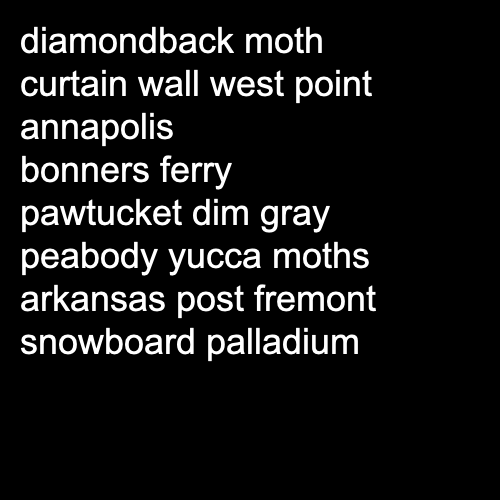 diamondback moth
curtain wall west point
annapolis
bonners ferry
pawtucket dim gray
peabody yucca moths
arkansas post fremont
snowboard palladium